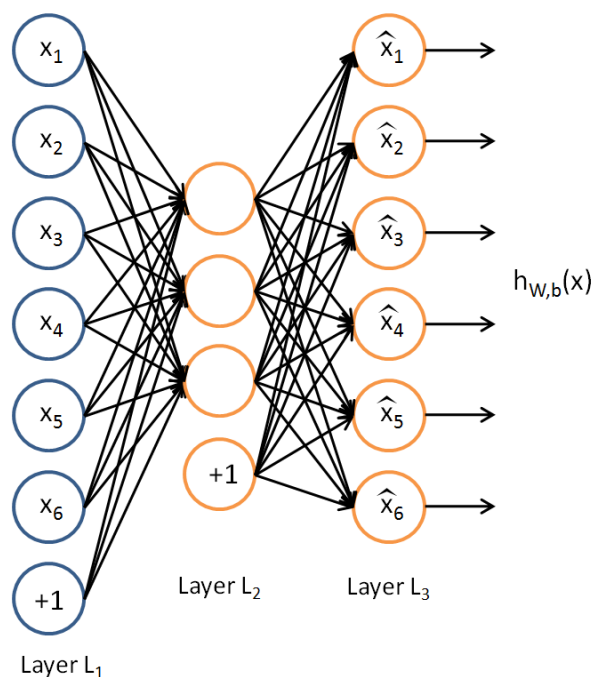 x₁
x₂
x₃
x₄
x₅
x₆
+1
Layer L₁
+1
Layer L₂
x̂₁
x̂₂
x̂₃
x̂₄
x̂₅
x̂₆
Layer L₃
h_W,b(x)